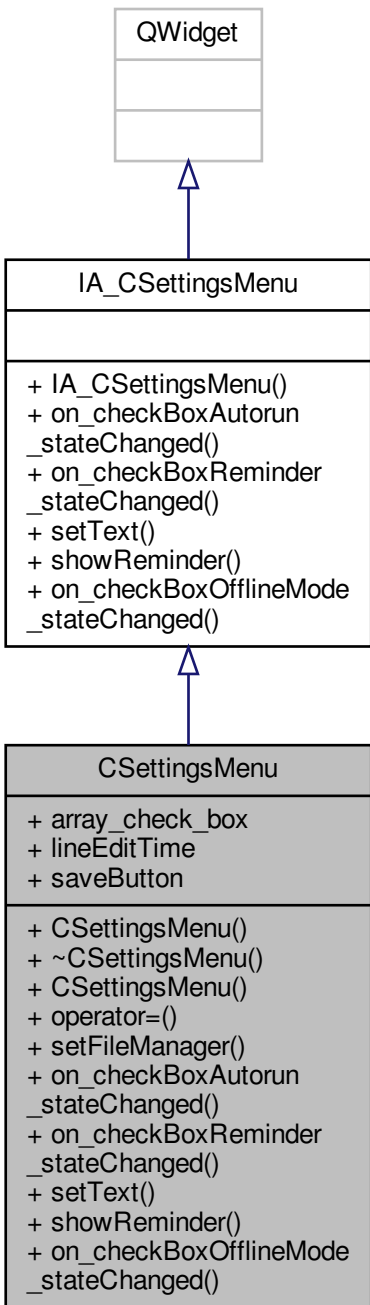 QWidget
IA_CSettingsMenu
+ IA_CSettingsMenu()
+ on_checkBoxAutorun
_stateChanged()
+ on_checkBoxReminder
_stateChanged()
+ setText()
+ showReminder()
+ on_checkBoxOfflineMode
_stateChanged()
CSettingsMenu
+ array_check_box
+ lineEditTime
+ saveButton
+ CSettingsMenu()
+ ~CSettingsMenu()
+ CSettingsMenu()
+ operator=()
+ setFileManager()
+ on_checkBoxAutorun
_stateChanged()
+ on_checkBoxReminder
_stateChanged()
+ setText()
+ showReminder()
+ on_checkBoxOfflineMode
_stateChanged()